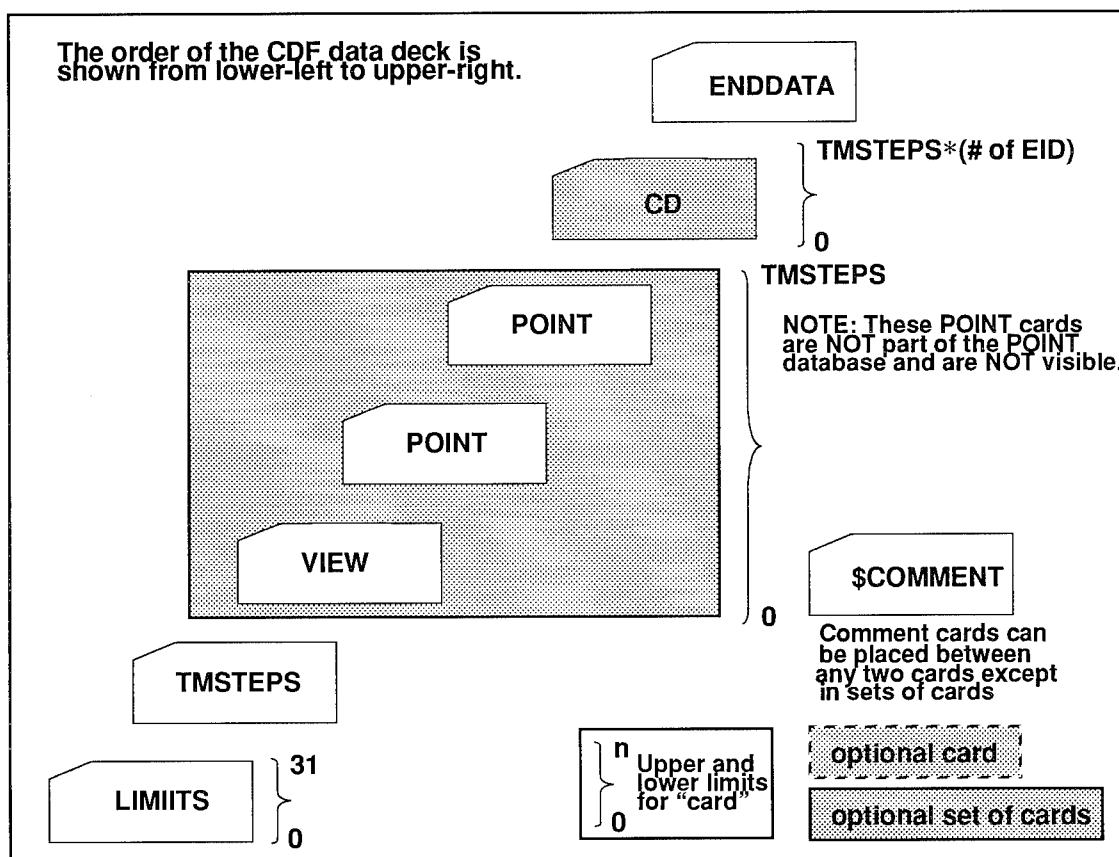 The order of the CDF data deck is
shown from lower-left to upper-right.
ENDDATA
TMSTEPS*(# of EID)
CD
0
TMSTEPS
POINT
NOTE: These POINT cards
are NOT part of the POINT
database and are NOT visible.
POINT
VIEW
0
$COMMENT
Comment cards can
be placed between
any two cards except
in sets of cards
TMSTEPS
31
LIMIITS
0
n
Upper and
lower limits
for "card"
0
optional card
optional set of cards